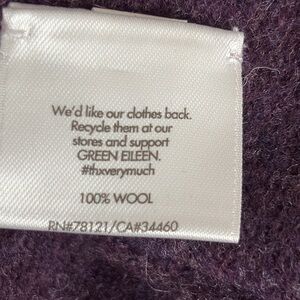 We'd like our clothes back.
Recycle them at our
stores and support
GREEN EILEEN.
#thxverymuch
100% WOOL
RN#78121/CA#34460